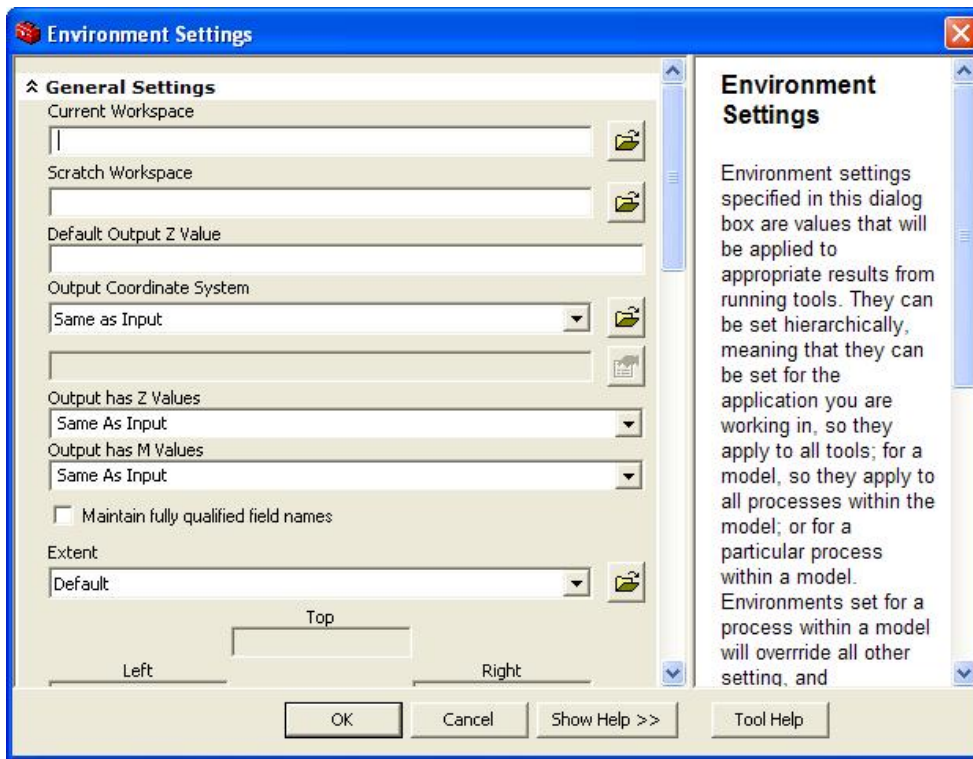 Environment Settings
General Settings
Current Workspace
Scratch Workspace
Default Output Z Value
Output Coordinate System
Same as Input
Output has Z Values
Same As Input
Output has M Values
Same As Input
Maintain fully qualified field names
Extent
Default
Top
Left
Right
OK
Cancel
Show Help >>
Environment
Settings
Environment settings
specified in this dialog
box are values that will
be applied to
appropriate results from
running tools. They can
be set hierarchically,
meaning that they can
be set for the
application you are
working in, so they
apply to all tools; for a
model, so they apply to
all processes within the
model; or for a
particular process
within a model.
Environments set for a
process within a model
will overrride all other
setting, and
Tool Help